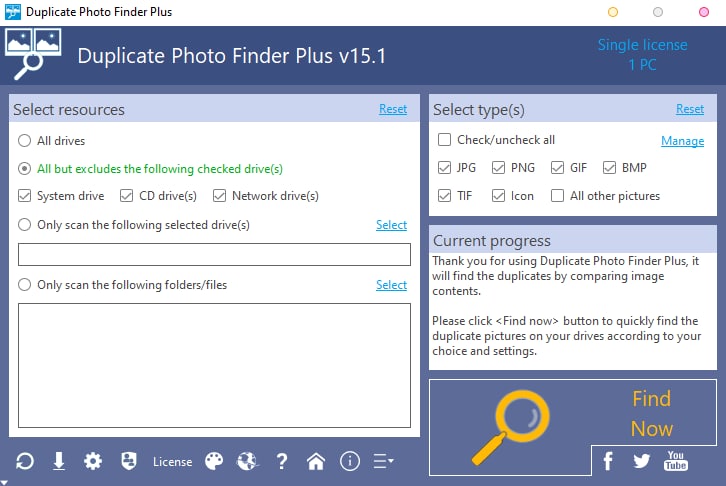 Duplicate Photo Finder Plus
Duplicate Photo Finder Plus v15.1
Single license
1 PC
Select resources
Reset
All drives
All but excludes the following checked drive(s)
System drive
CD drive(s)
Network drive(s)
Only scan the following selected drive(s)
Select
Only scan the following folders/files
Select
Select type(s)
Reset
Check/uncheck all
Manage
JPG
PNG
GIF
BMP
TIF
Icon
All other pictures
Current progress
Thank you for using Duplicate Photo Finder Plus, it
will find the duplicates by comparing image
contents.
Please click <Find now> button to quickly find the
duplicate pictures on your drives according to your
choice and settings.
Find
Now
License
You
Tube